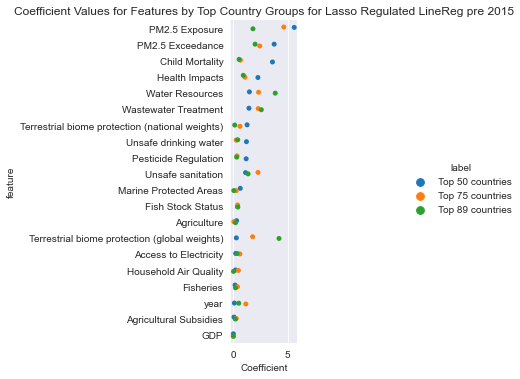 Coefficient Values for Features by Top Country Groups for Lasso Regulated LineReg pre 2015
PM2.5 Exposure
PM2.5 Exceedance
Child Mortality
Health Impacts
Water Resources
Wastewater Treatment
Terrestrial biome protection (national weights)
Unsafe drinking water
Pesticide Regulation
Unsafe sanitation
Marine Protected Areas
Fish Stock Status
Agriculture
Terrestrial biome protection (global weights)
Access to Electricity
Household Air Quality
Fisheries
year
Agricultural Subsidies
GDP
feature
0 5
Coefficient
label
Top 50 countries
Top 75 countries
Top 89 countries